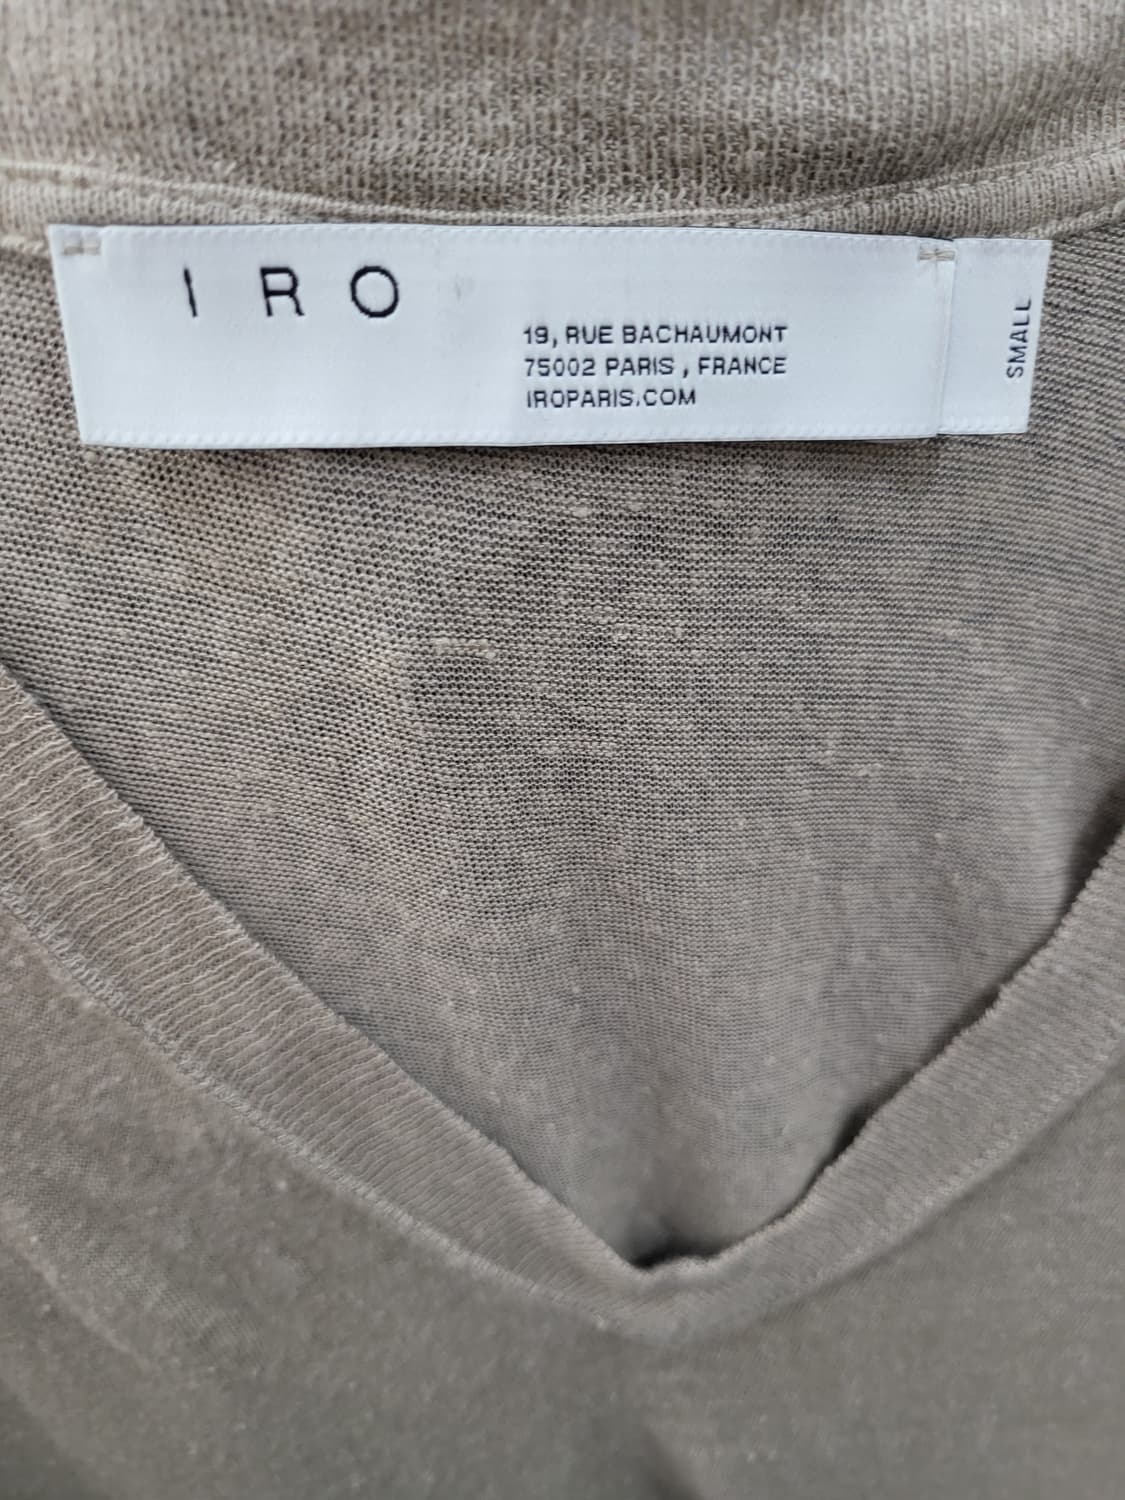 IRO
19, RUE BACHAUMONT
75002 PARIS , FRANCE
IROPARIS.COM
SMALL